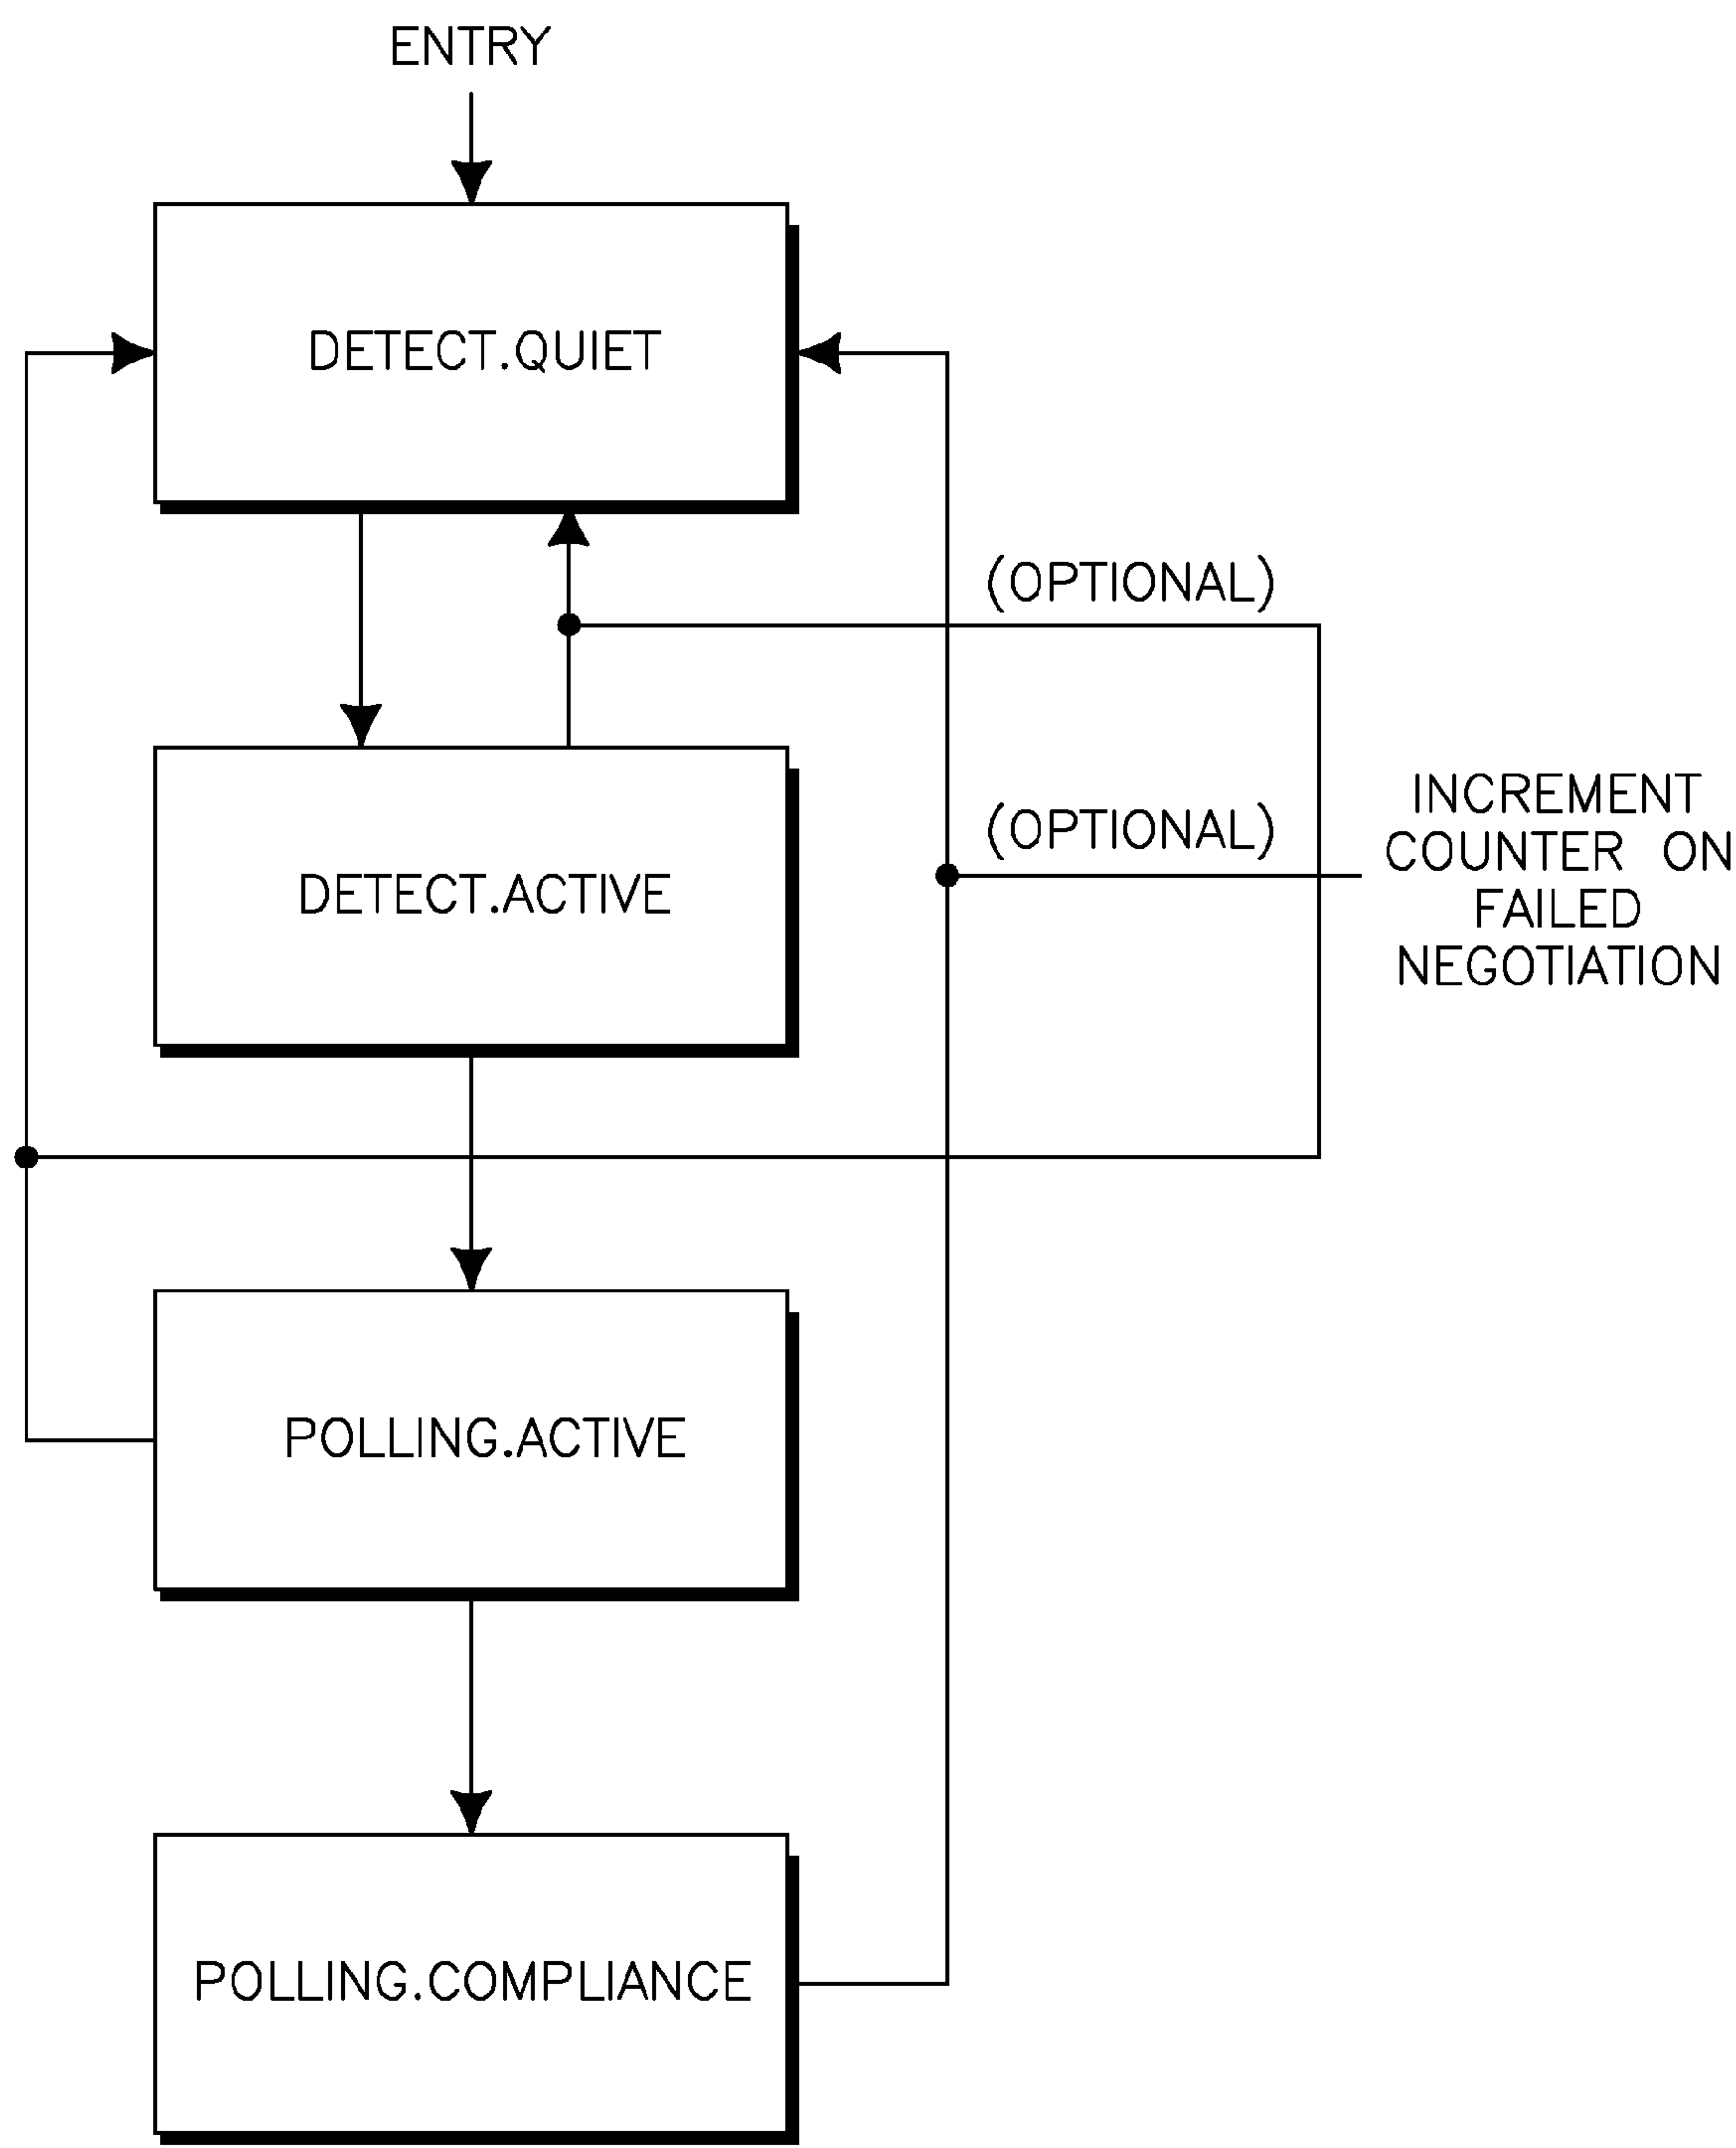 ENTRY
DETECT.QUIET
(OPTIONAL)
DETECT.ACTIVE
(OPTIONAL)
INCREMENT
COUNTER ON
FAILED
NEGOTIATION
POLLING.ACTIVE
POLLING.COMPLIANCE